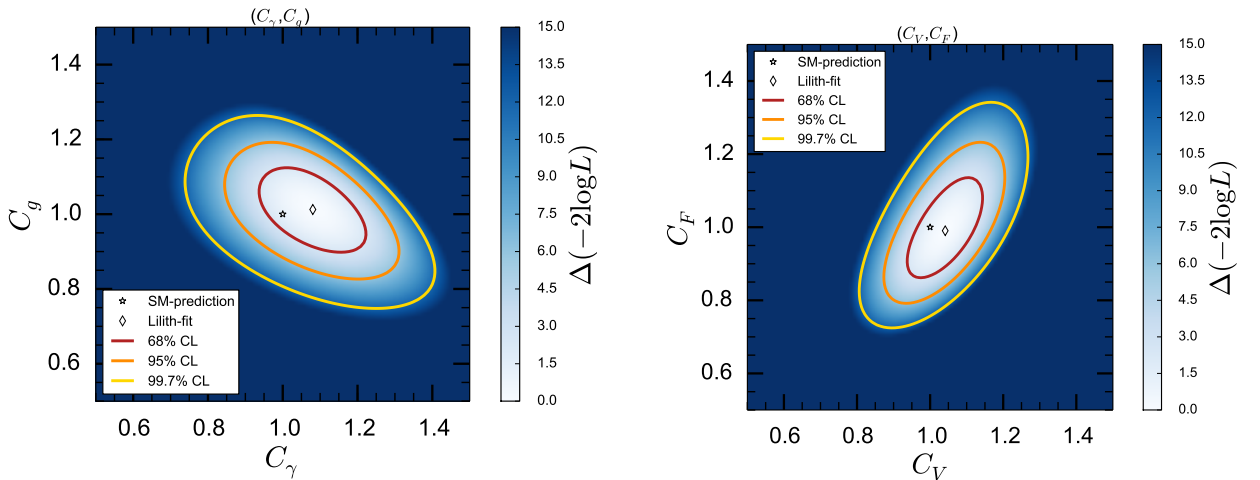 (C_γ,C_g)
1.4
1.2
1.0
0.8
0.6
C_g
SM-prediction
Lilith-fit
68% CL
95% CL
99.7% CL
0.6 0.8 1.0 1.2 1.4
C_γ
15.0
13.5
12.0
10.5
9.0
7.5
6.0
4.5
3.0
1.5
0.0
Δ(−2logL)
(C_V,C_F)
1.4
1.2
1.0
0.8
0.6
C_F
SM-prediction
Lilith-fit
68% CL
95% CL
99.7% CL
0.6 0.8 1.0 1.2 1.4
C_V
15.0
13.5
12.0
10.5
9.0
7.5
6.0
4.5
3.0
1.5
0.0
Δ(−2logL)